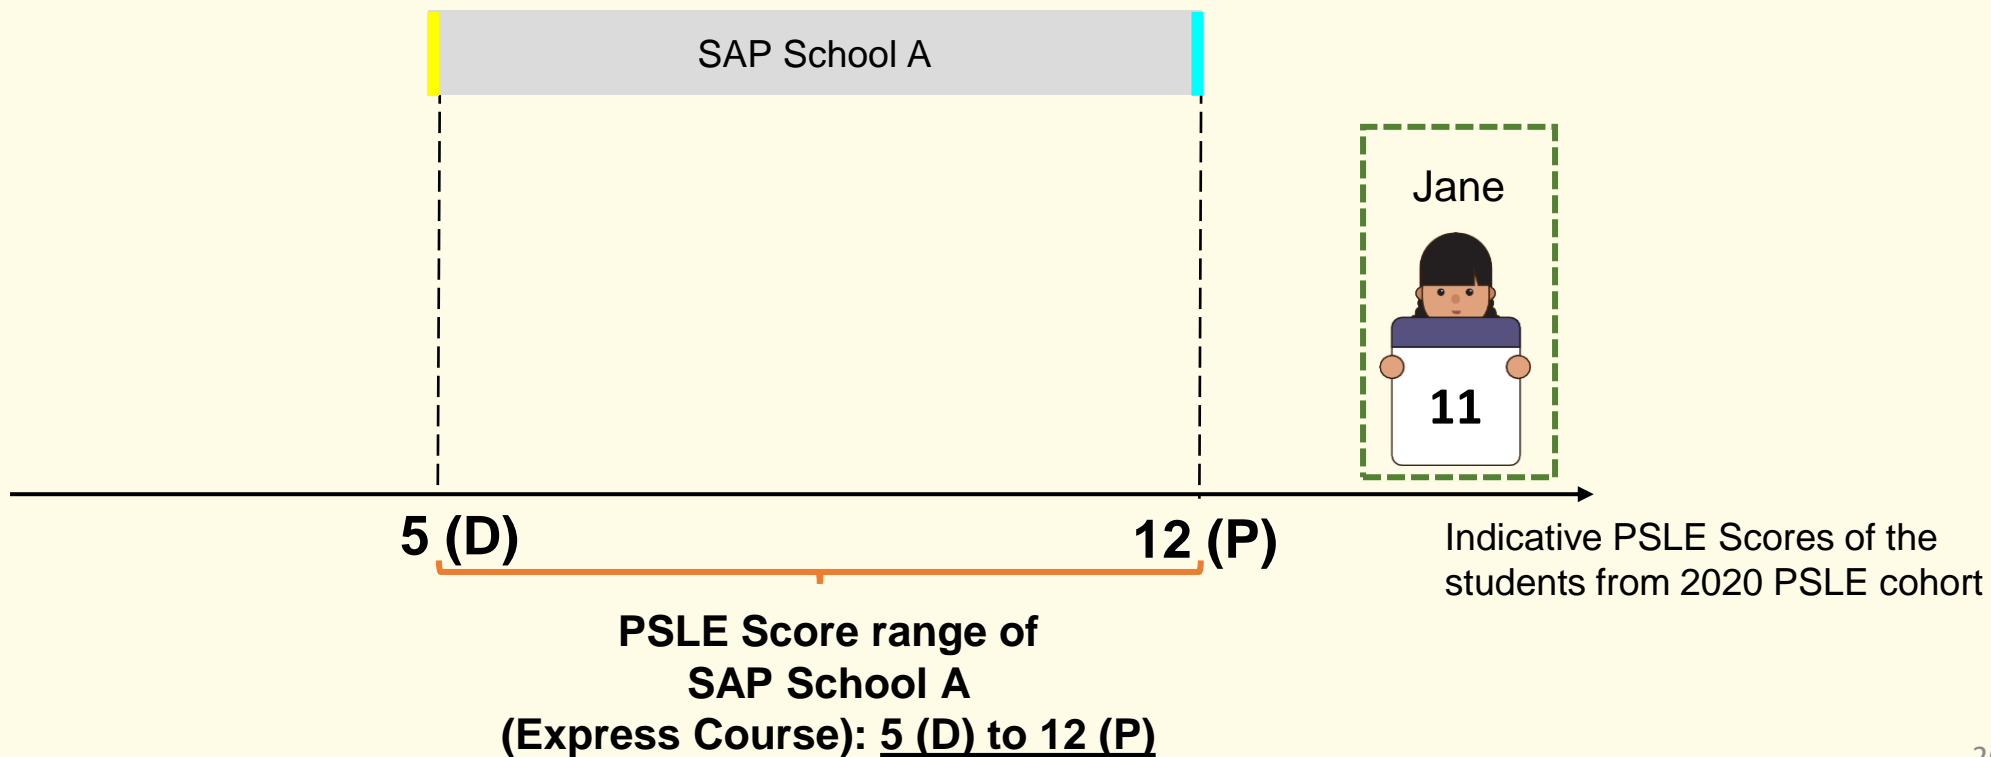 SAP School A
Jane
11
5 (D)
12 (P)
Indicative PSLE Scores of the
students from 2020 PSLE cohort
PSLE Score range of
SAP School A
(Express Course): 5 (D) to 12 (P)